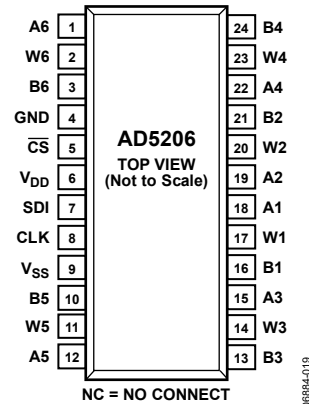 A6 1
W6 2
B6 3
GND 4
C̅S̅ 5
VDD 6
SDI 7
CLK 8
VSS 9
B5 10
W5 11
A5 12
AD5206
TOP VIEW
(Not to Scale)
24 B4
23 W4
22 A4
21 B2
20 W2
19 A2
18 A1
17 W1
16 B1
15 A3
14 W3
13 B3
NC = NO CONNECT
06884-019